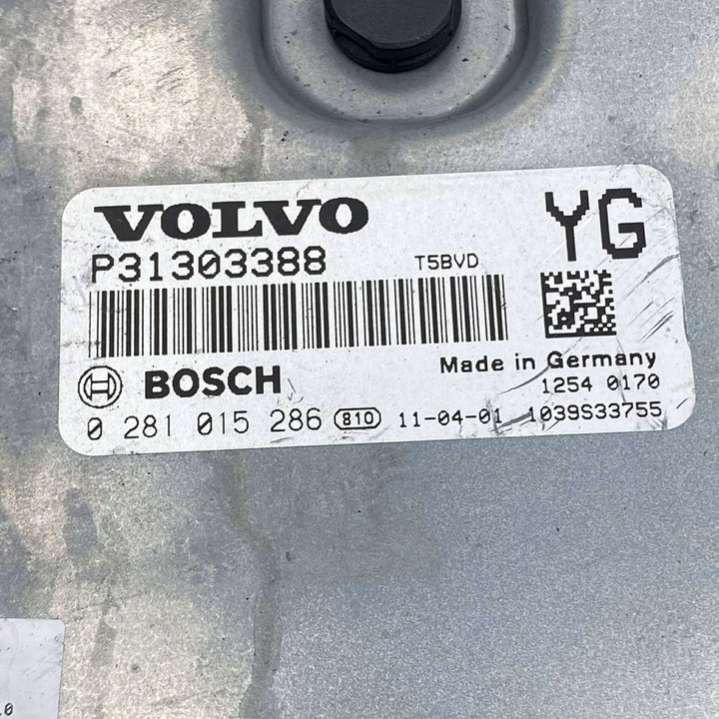 VOLVO
YG
P31303388 T5BVD
Made in Germany
BOSCH
1254 0170
0 281 015 286 810 11-04-01 1039S33755